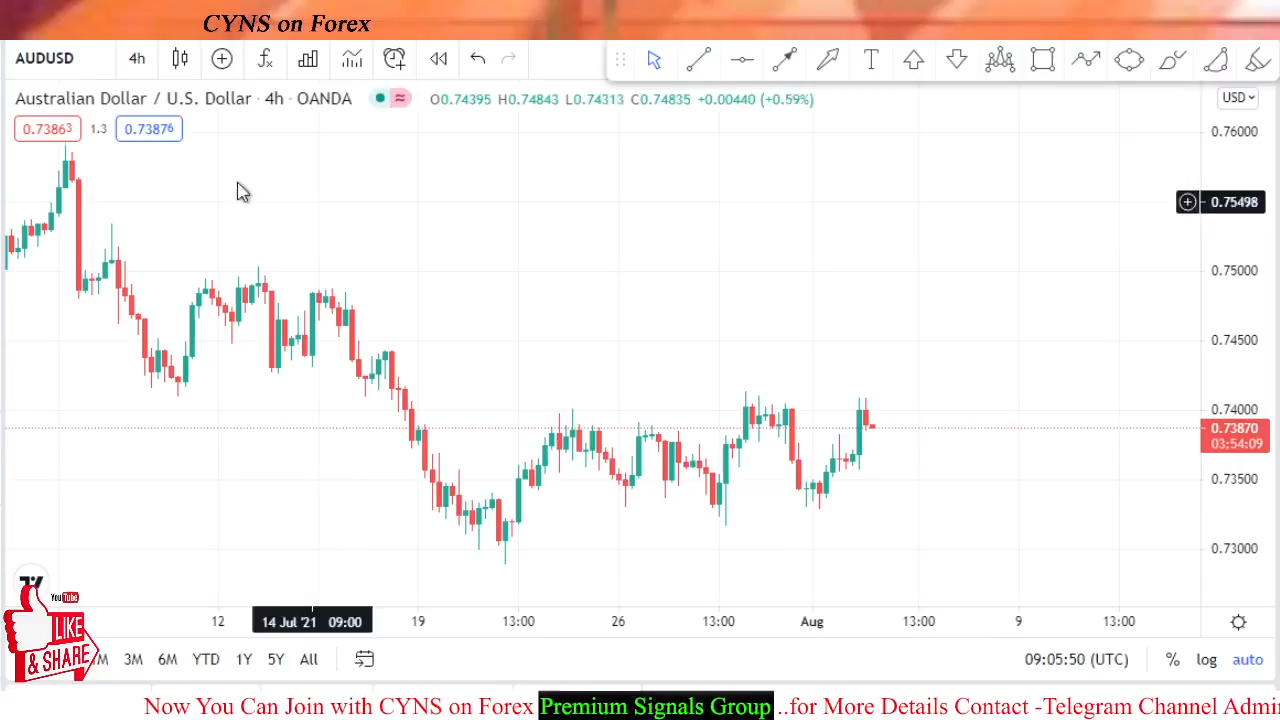 CYNS on Forex
AUDUSD 4h
Australian Dollar / U.S. Dollar · 4h · OANDA O0.74395 H0.74843 L0.74313 C0.74835 +0.00440 (+0.59%) USD
0.73863 1.3 0.73876
0.76000
0.75498
0.75000
0.74500
0.74000
0.73870
03:54:09
0.73500
0.73000
12 14 Jul '21 09:00 19 13:00 26 13:00 Aug 13:00 9 13:00
YouTube
LIKE
& SHARE
3M 6M YTD 1Y 5Y All 09:05:50 (UTC) % log auto
Now You Can Join with CYNS on Forex Premium Signals Group ..for More Details Contact -Telegram Channel Admi